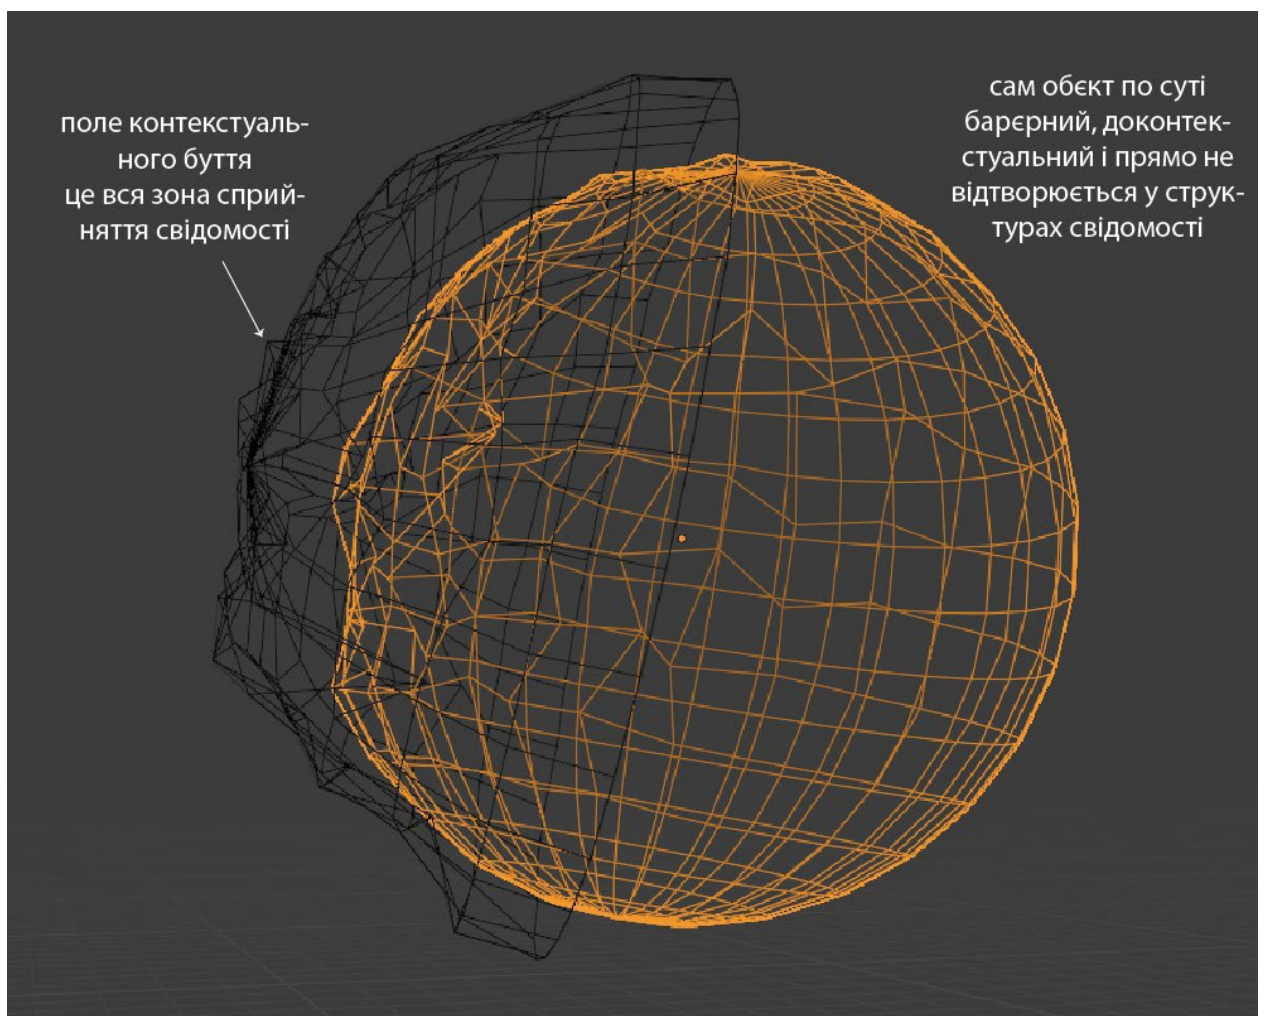 поле контекстуаль-
ного буття
це вся зона сприй-
няття свідомості
сам обєкт по суті
барєрний, доконтек-
стуальний і прямо не
відтворюється у струк-
турах свідомості